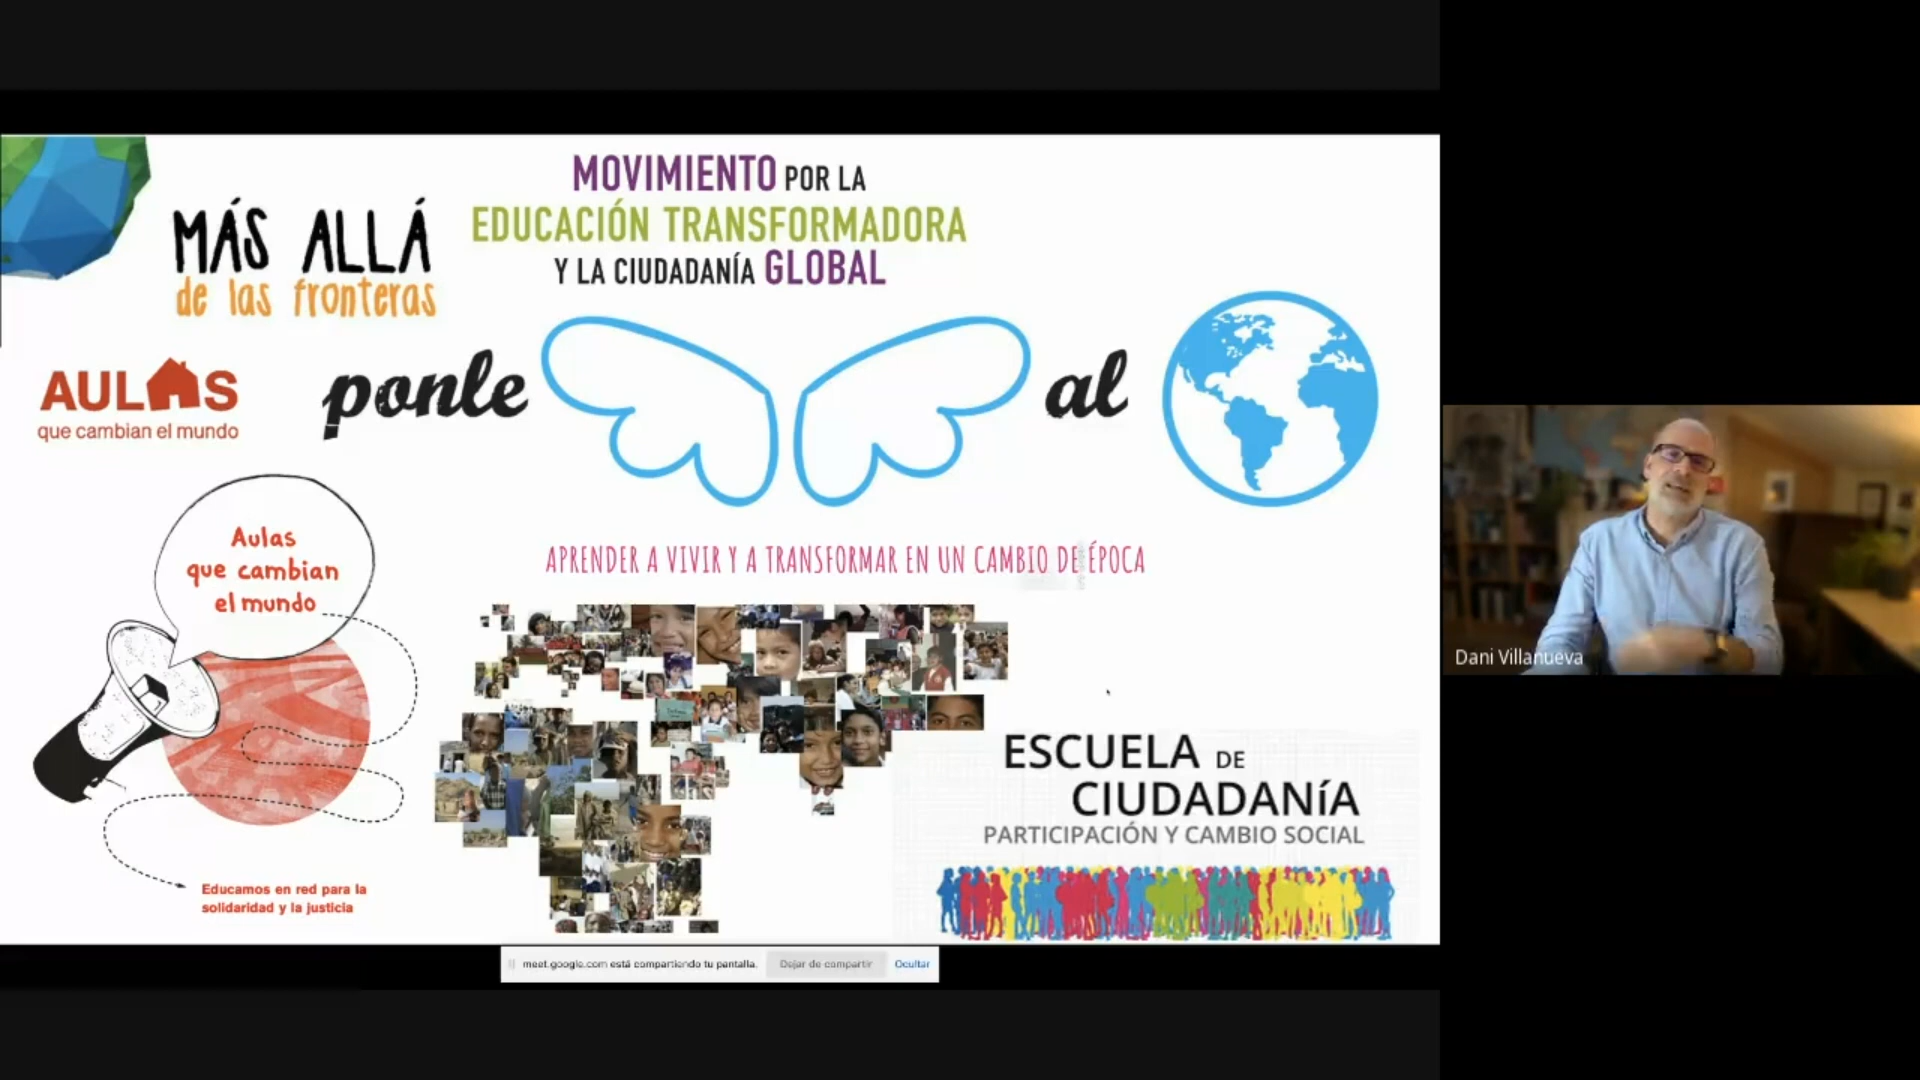 MÁS ALLÁ
de las fronteras
MOVIMIENTO POR LA
EDUCACIÓN TRANSFORMADORA
Y LA CIUDADANÍA GLOBAL
AULAS
que cambian el mundo
ponle
al
Aulas
que cambian
el mundo
APRENDER A VIVIR Y A TRANSFORMAR EN UN CAMBIO DE ÉPOCA
Educamos en red para la
solidaridad y la justicia
ESCUELA DE
CIUDADANíA
PARTICIPACIÓN Y CAMBIO SOCIAL
meet.google.com está compartiendo tu pantalla.
Dejar de compartir
Ocultar
Dani Villanueva